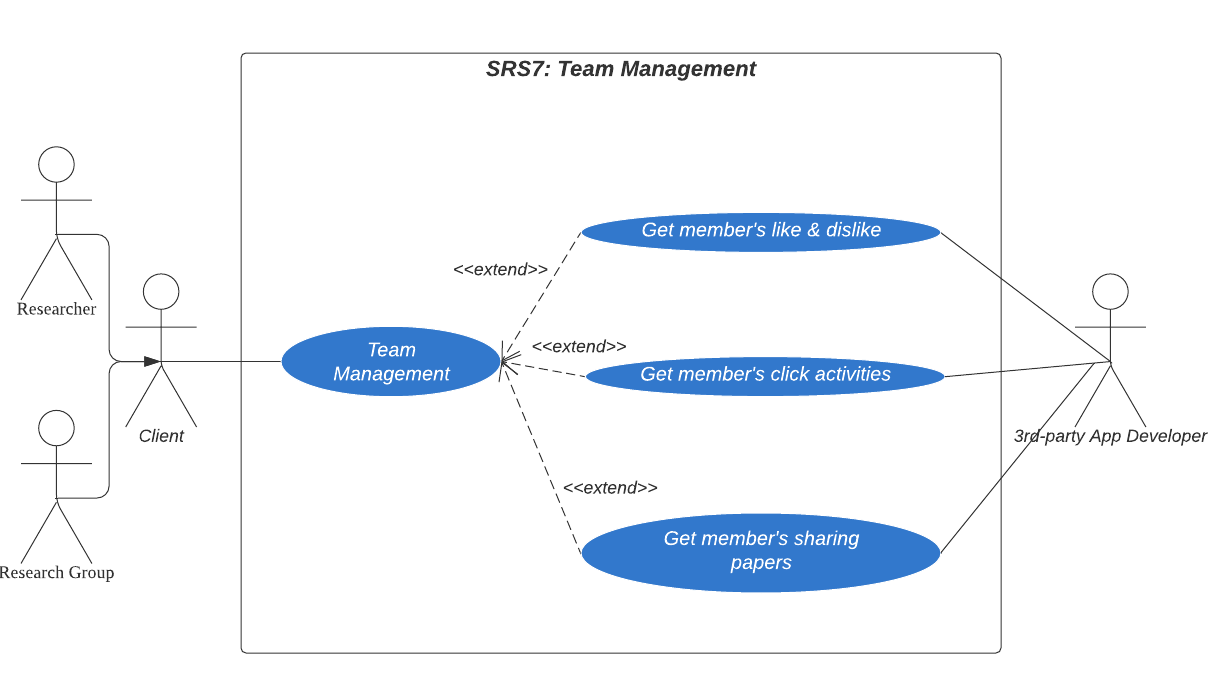 SRS7: Team Management
Researcher
Research Group
Client
Team
Management
<<extend>>
<<extend>>
<<extend>>
Get member's like & dislike
Get member's click activities
Get member's sharing
papers
3rd-party App Developer